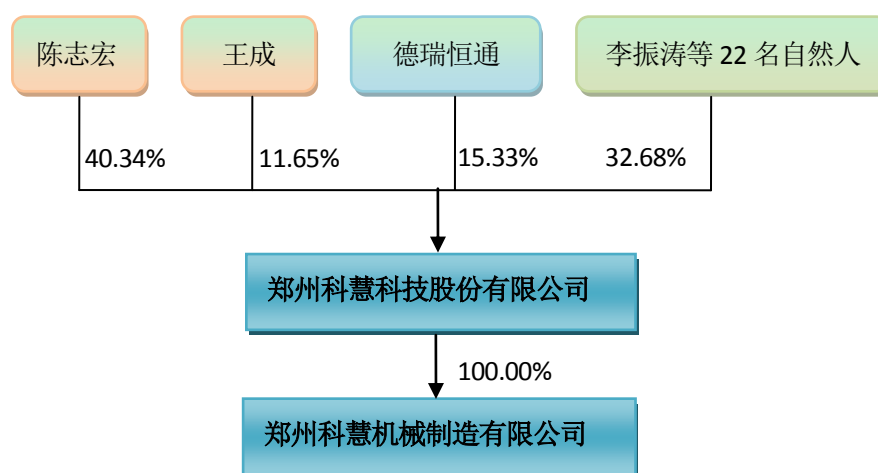 陈志宏
王成
德瑞恒通
李振涛等 22 名自然人
40.34%
11.65%
15.33%
32.68%
郑州科慧科技股份有限公司
100.00%
郑州科慧机械制造有限公司